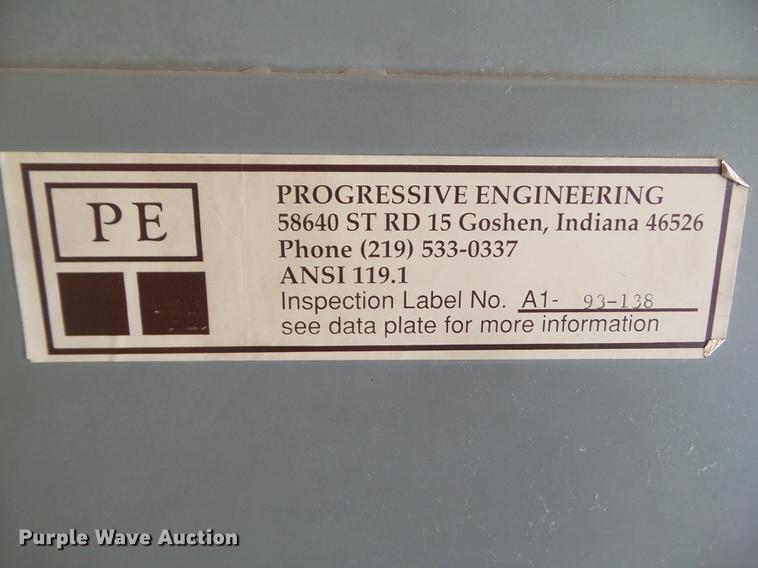 PE
PROGRESSIVE ENGINEERING
58640 ST RD 15 Goshen, Indiana 46526
Phone (219) 533-0337
ANSI 119.1
Inspection Label No. A1- 93-138
see data plate for more information
Purple Wave Auction